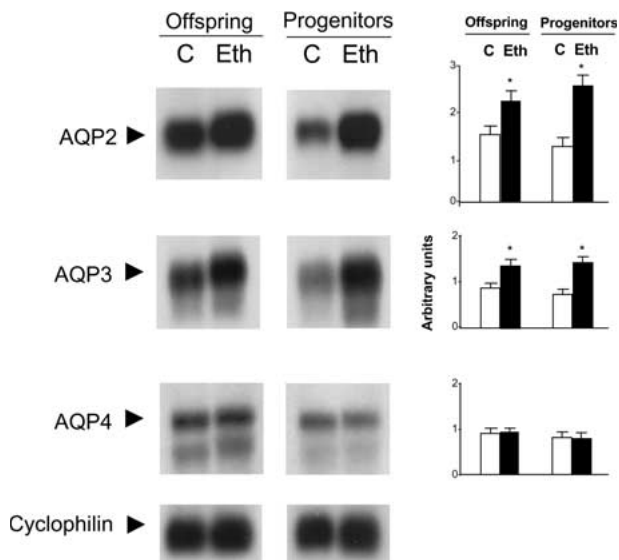 Offspring Progenitors
C Eth C Eth
AQP2
AQP3
AQP4
Cyclophilin
Offspring Progenitors
C Eth C Eth
* *
3
2
1
0
Arbitrary units
* *
2
1
0
2
1
0